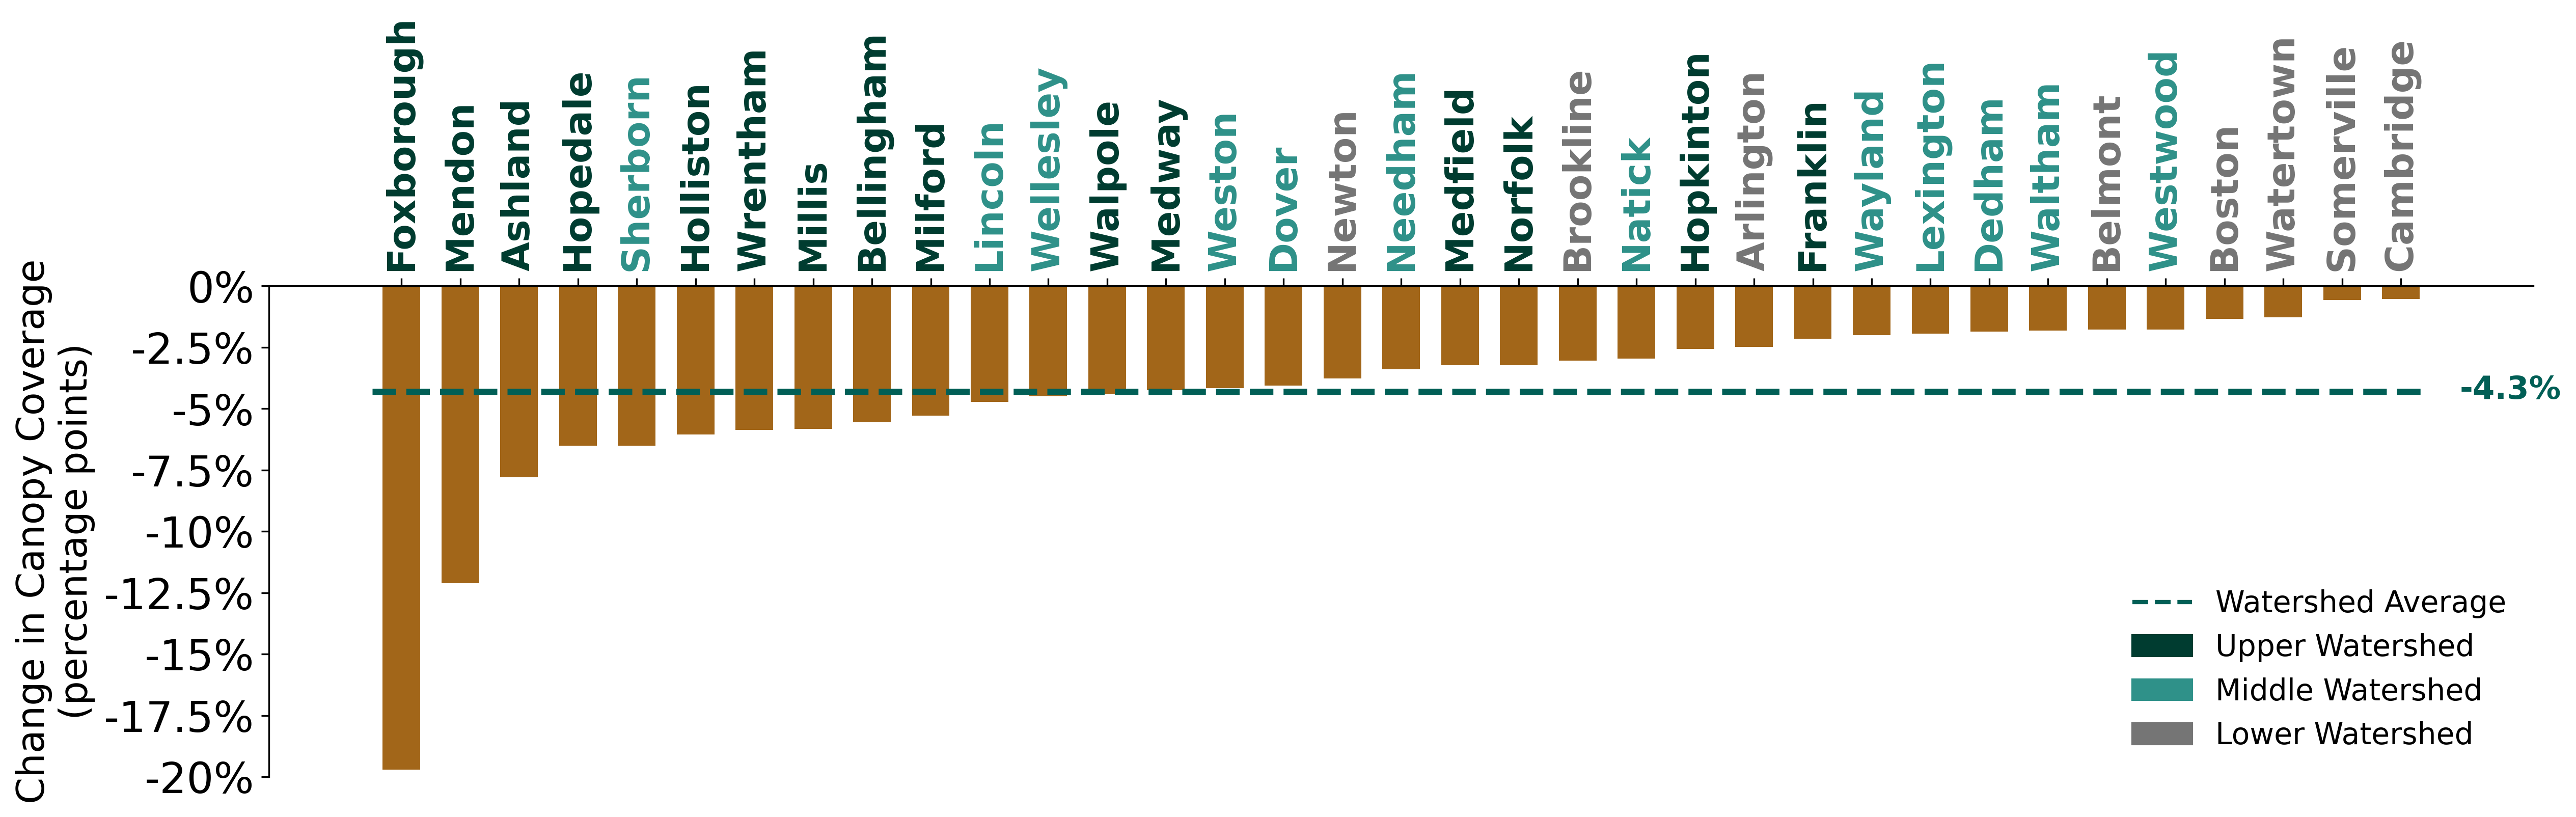 Foxborough
Mendon
Ashland
Hopedale
Sherborn
Holliston
Wrentham
Millis
Bellingham
Milford
Lincoln
Wellesley
Walpole
Medway
Weston
Dover
Newton
Needham
Medfield
Norfolk
Brookline
Natick
Hopkinton
Arlington
Franklin
Wayland
Lexington
Dedham
Waltham
Belmont
Westwood
Boston
Watertown
Somerville
Cambridge
Change in Canopy Coverage
(percentage points)
0%
-2.5%
-5%
-7.5%
-10%
-12.5%
-15%
-17.5%
-20%
-4.3%
Watershed Average
Upper Watershed
Middle Watershed
Lower Watershed